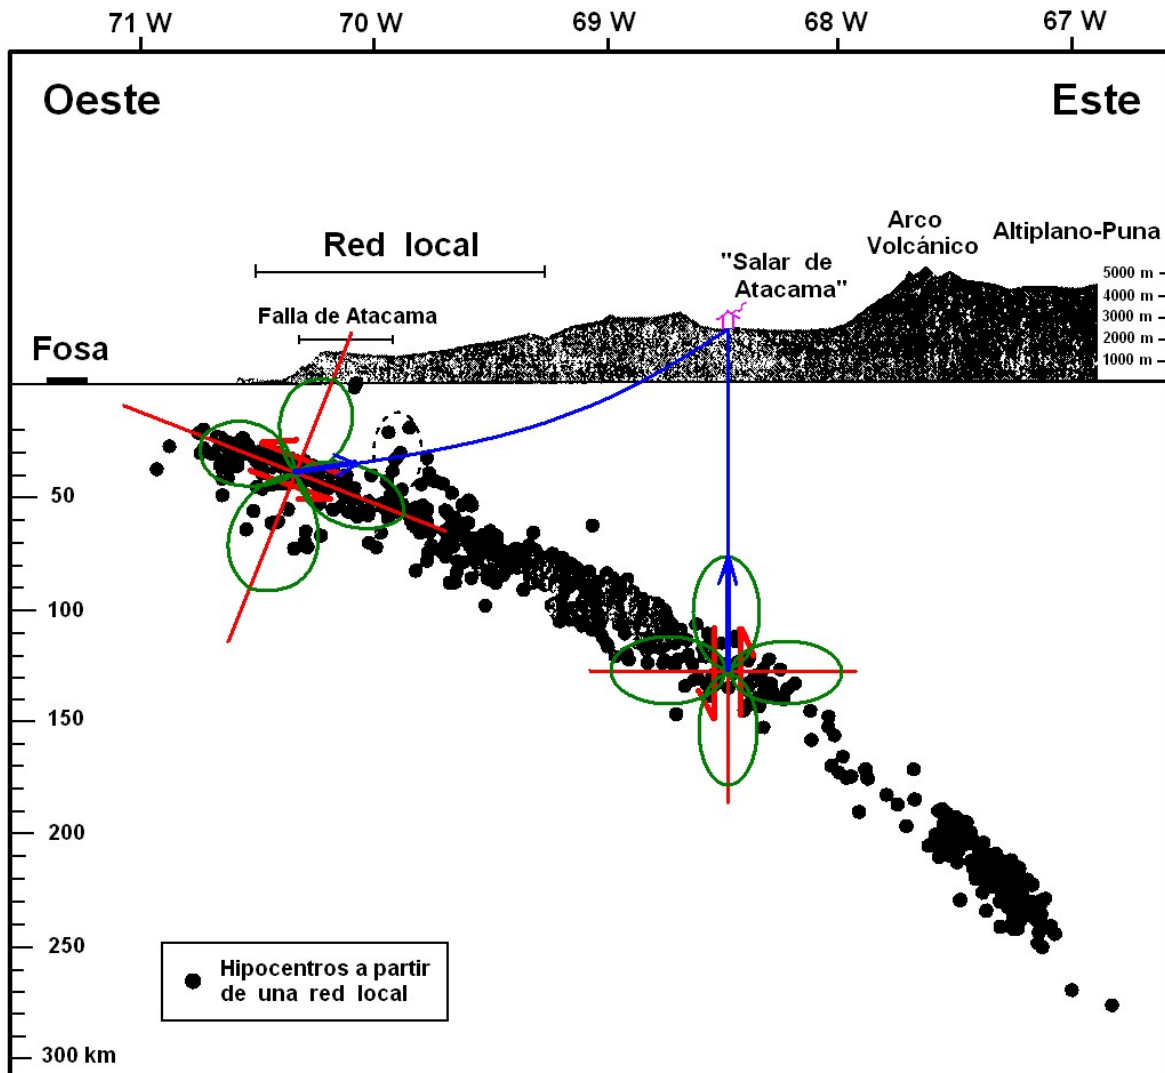 71 W 70 W 69 W 68 W 67 W
Oeste Este
Arco
Volcánico
Altiplano-Puna
Red local
"Salar de
Atacama"
5000 m
4000 m
3000 m
2000 m
1000 m
Falla de Atacama
Fosa
50
100
150
200
250
300 km
Hipocentros a partir
de una red local